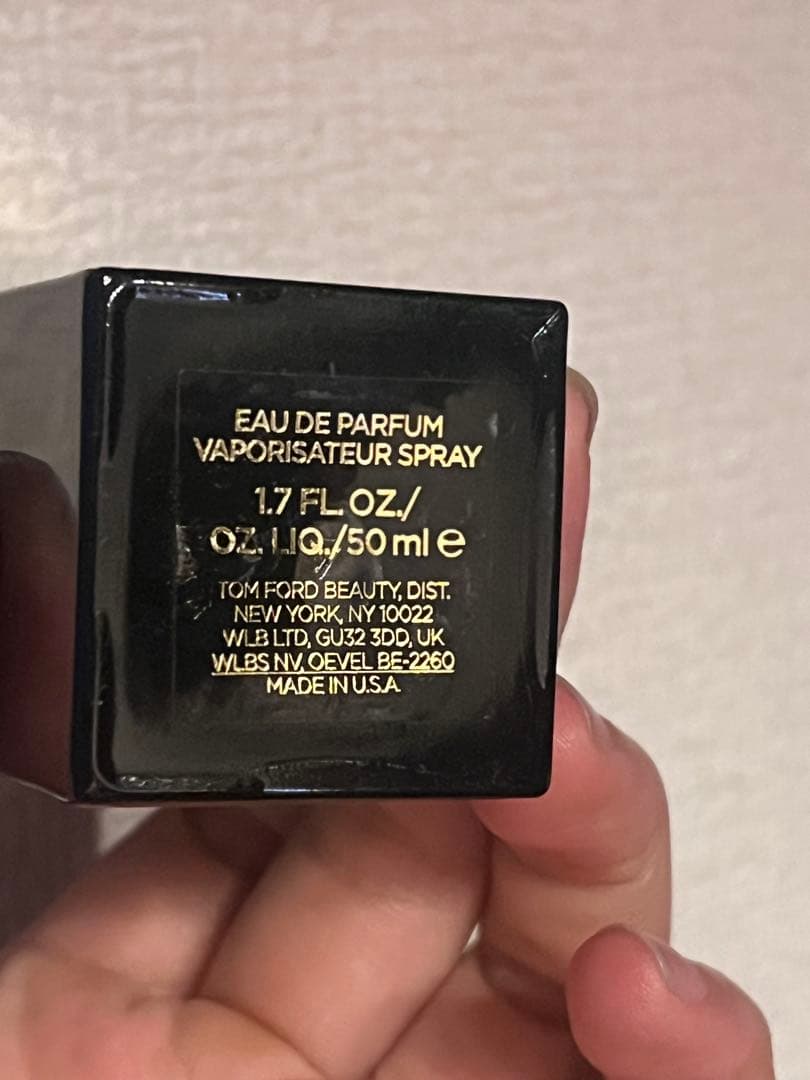 EAU DE PARFUM
VAPORISATEUR SPRAY
1.7 FL.OZ./
OZ. LIQ./50 ml ℮
TOM FORD BEAUTY, DIST.
NEW YORK, NY 10022
WLB LTD, GU32 3DD, UK
WLBS NV, OEVEL BE-2260
MADE IN U.S.A.